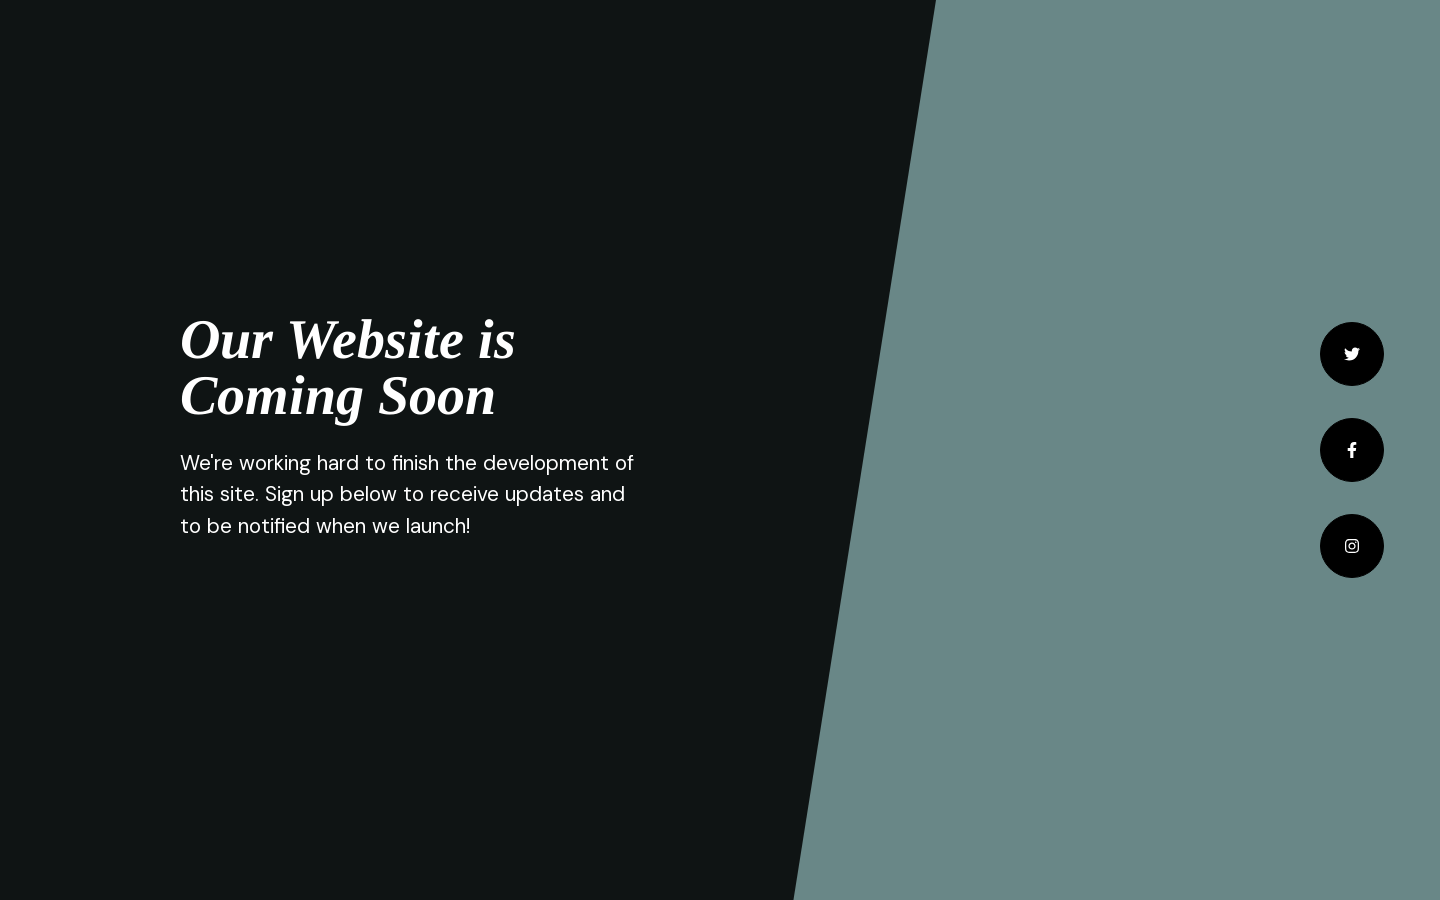 Our Website is
Coming Soon
We're working hard to finish the development of
this site. Sign up below to receive updates and
to be notified when we launch!